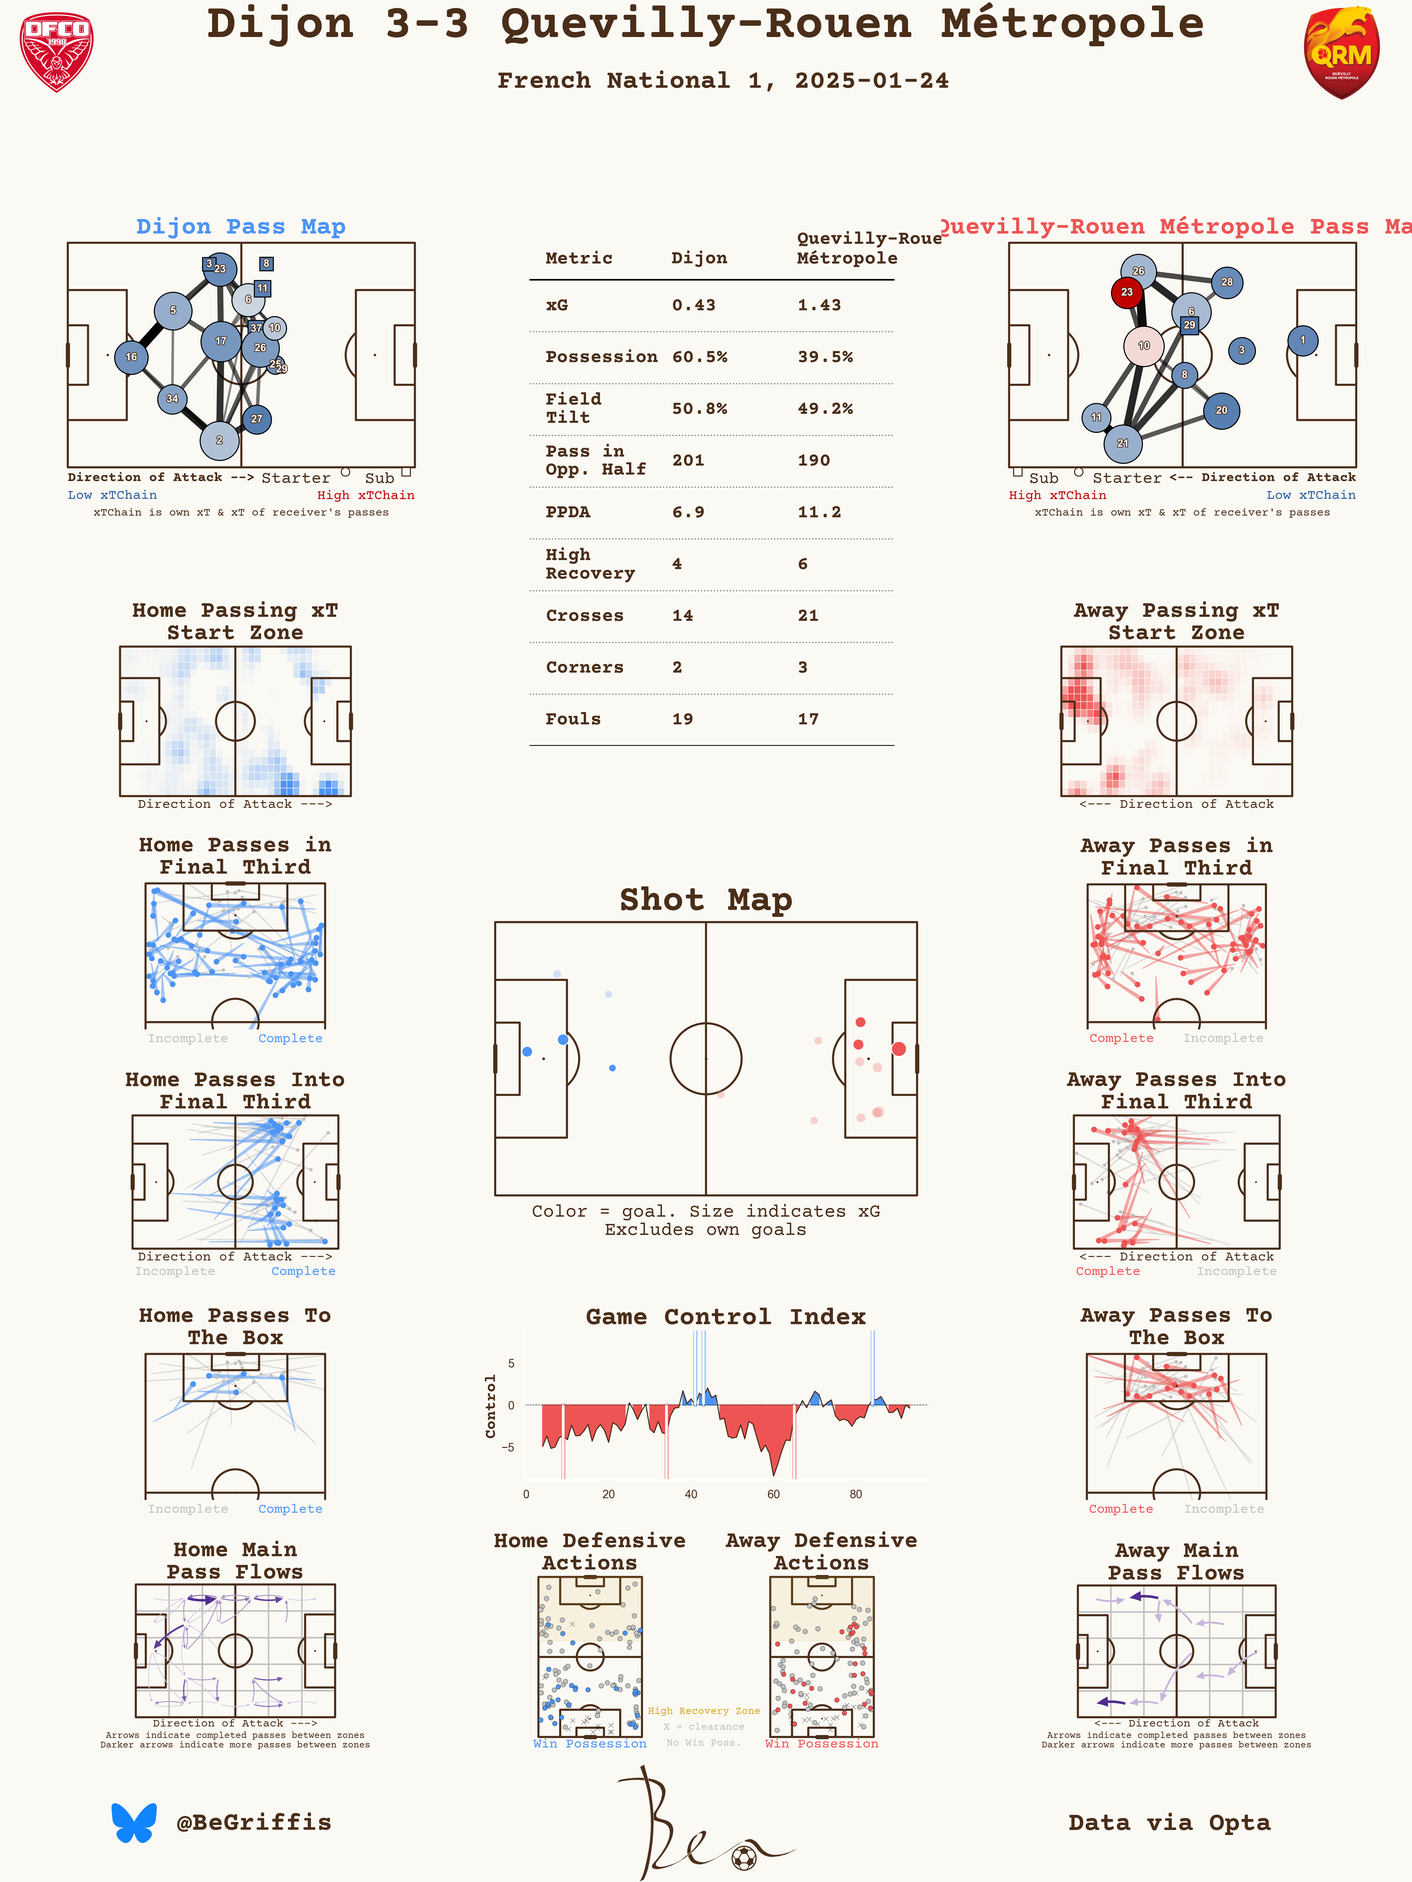 Dijon 3-3 Quevilly-Rouen Métropole
French National 1, 2025-01-24
DFCO
1998
QRM
QUEVILLY
ROUEN MÉTROPOLE
Dijon Pass Map
3
23
8
11
6
5
37
10
17
26
16
25
29
34
27
2
Direction of Attack --> Starter Sub
Low xTChain High xTChain
xTChain is own xT & xT of receiver's passes
Metric Dijon Quevilly-Roue
Métropole
xG 0.43 1.43
Possession 60.5% 39.5%
Field
Tilt 50.8% 49.2%
Pass in
Opp. Half 201 190
PPDA 6.9 11.2
High
Recovery 4 6
Crosses 14 21
Corners 2 3
Fouls 19 17
Quevilly-Rouen Métropole Pass Ma
26
28
23
6
29
10
1
3
8
11
20
21
Sub Starter <-- Direction of Attack
High xTChain Low xTChain
xTChain is own xT & xT of receiver's passes
Home Passing xT
Start Zone
Direction of Attack --->
Away Passing xT
Start Zone
<--- Direction of Attack
Home Passes in
Final Third
Incomplete Complete
Shot Map
Color = goal. Size indicates xG
Excludes own goals
Away Passes in
Final Third
Complete Incomplete
Home Passes Into
Final Third
Direction of Attack --->
Incomplete Complete
Away Passes Into
Final Third
<--- Direction of Attack
Complete Incomplete
Home Passes To
The Box
Incomplete Complete
Game Control Index
Control
5
0
−5
0 20 40 60 80
Away Passes To
The Box
Complete Incomplete
Home Main
Pass Flows
Direction of Attack --->
Arrows indicate completed passes between zones
Darker arrows indicate more passes between zones
Home Defensive
Actions
Win Possession
Away Defensive
Actions
Win Possession
High Recovery Zone
X = clearance
No Win Poss.
Away Main
Pass Flows
<--- Direction of Attack
Arrows indicate completed passes between zones
Darker arrows indicate more passes between zones
@BeGriffis
Ben
Data via Opta